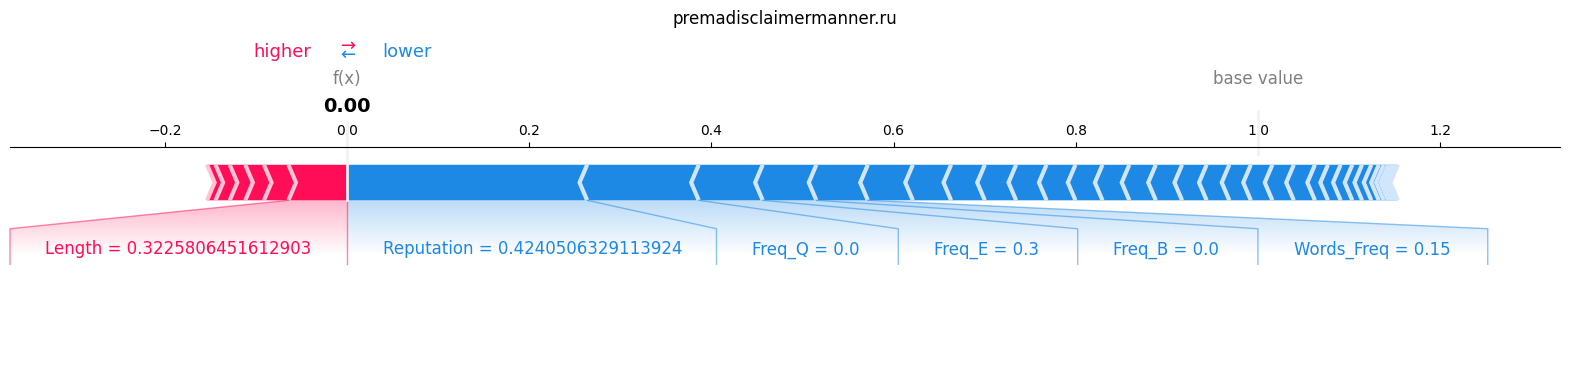 premadisclaimermanner.ru
higher → ← lower
f(x) base value
0.00
−0.2 0 0 0.2 0.4 0.6 0.8 1 0 1.2
Length = 0.3225806451612903 Reputation = 0.4240506329113924 Freq_Q = 0.0 Freq_E = 0.3 Freq_B = 0.0 Words_Freq = 0.15